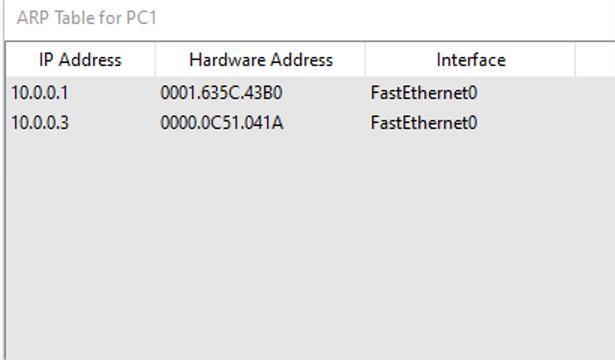 ARP Table for PC1
IP Address Hardware Address Interface
10.0.0.1 0001.635C.43B0 FastEthernet0
10.0.0.3 0000.0C51.041A FastEthernet0